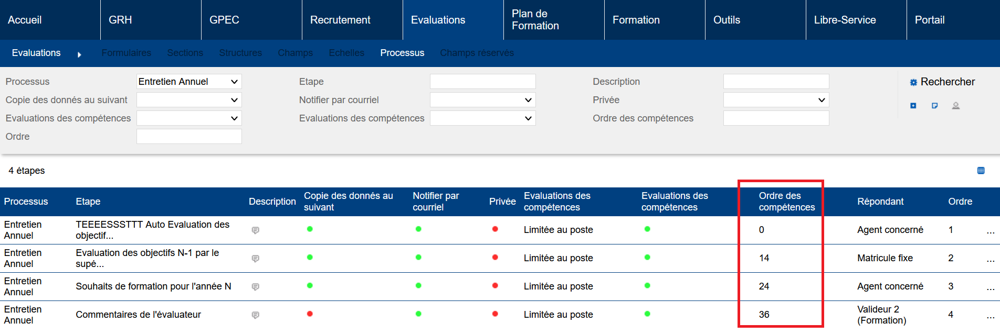 Accueil
GRH
GPEC
Recrutement
Evaluations
Plan de
Formation
Formation
Outils
Libre-Service
Portail
Evaluations
Formulaires
Sections
Structures
Champs
Echelles
Processus
Champs réservés
Processus
Entretien Annuel
Etape
Description
Rechercher
Copie des donnés au suivant
Notifier par courriel
Privée
Evaluations des compétences
Evaluations des compétences
Ordre des compétences
Ordre
4 étapes
Processus
Etape
Description
Copie des donnés au
suivant
Notifier par
courriel
Privée
Evaluations des
compétences
Evaluations des
compétences
Ordre des
compétences
Répondant
Ordre
Entretien
Annuel
TEEEESSSTTT Auto Evaluation des
objectif...
Limitée au poste
0
Agent concerné
1
...
Entretien
Annuel
Evaluation des objectifs N-1 par le
supé...
Limitée au poste
14
Matricule fixe
2
...
Entretien
Annuel
Souhaits de formation pour l'année N
Limitée au poste
24
Agent concerné
3
...
Entretien
Annuel
Commentaires de l'évaluateur
Limitée au poste
36
Valideur 2
(Formation)
4
...